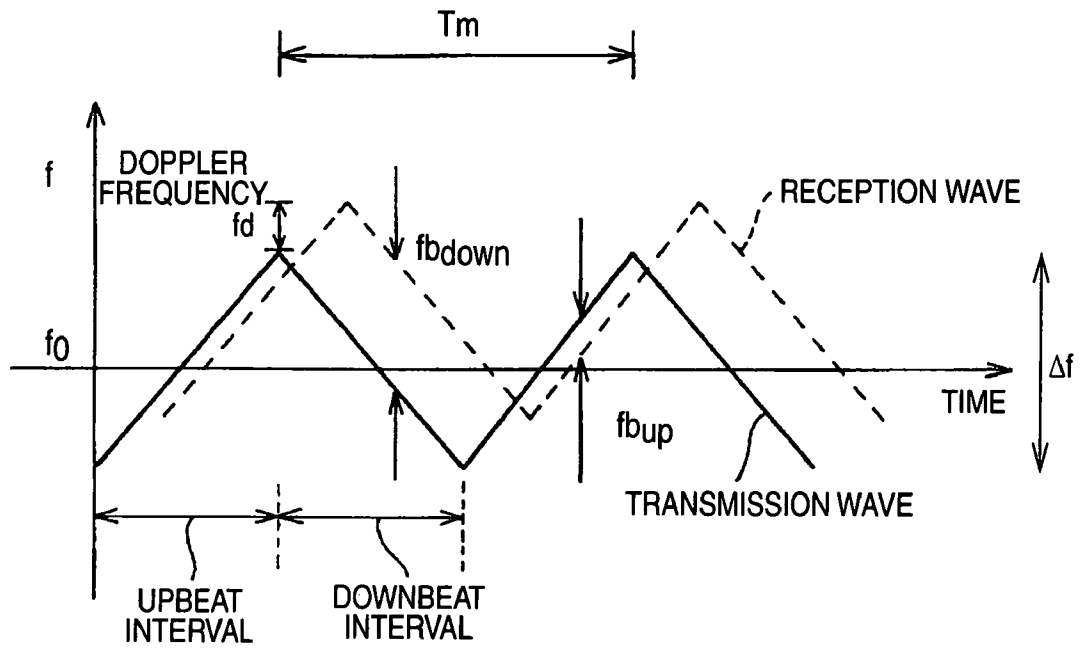 Tm
f
DOPPLER
FREQUENCY
fd
fbdown
RECEPTION WAVE
f0
Δf
TIME
fbup
TRANSMISSION WAVE
UPBEAT
INTERVAL
DOWNBEAT
INTERVAL